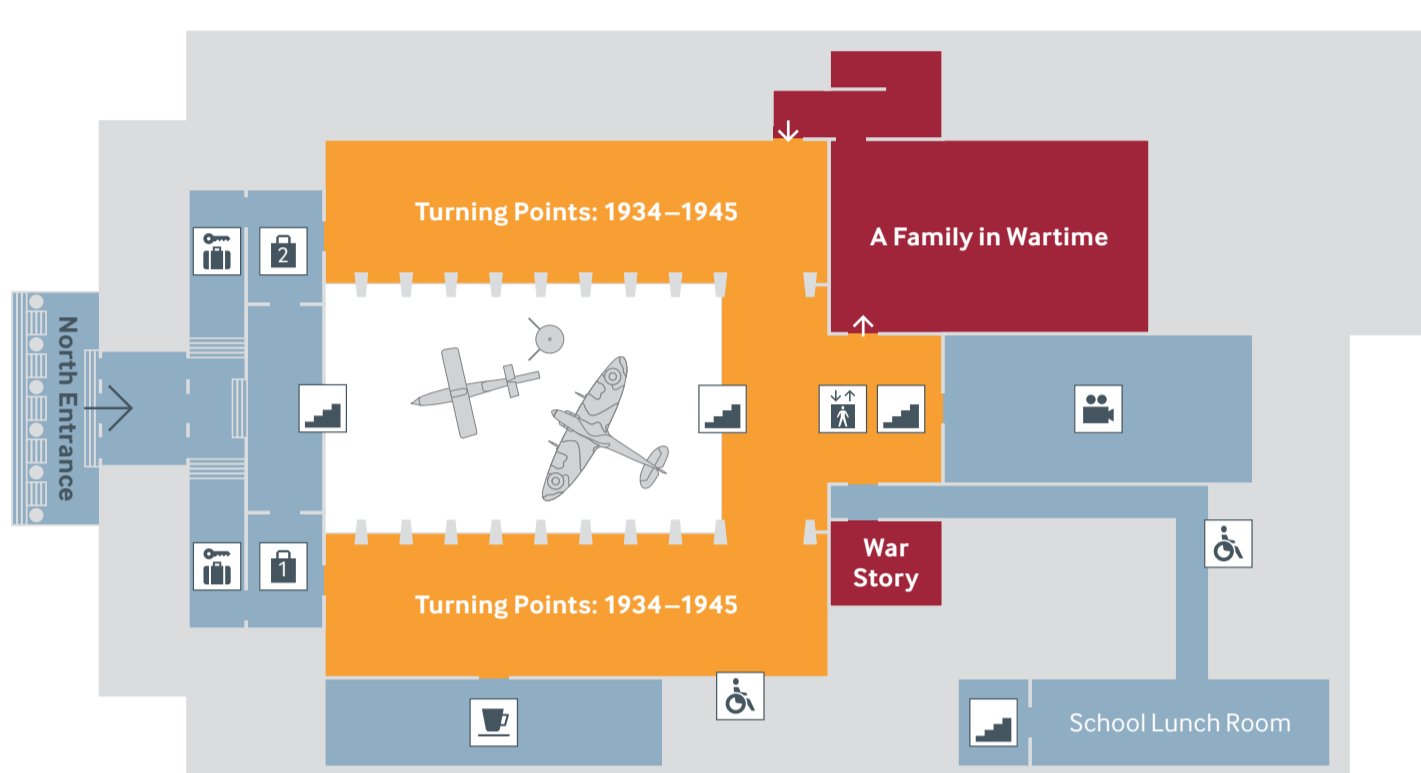 Turning Points: 1934–1945
A Family in Wartime
2
North Entrance
1
War
Story
Turning Points: 1934–1945
School Lunch Room